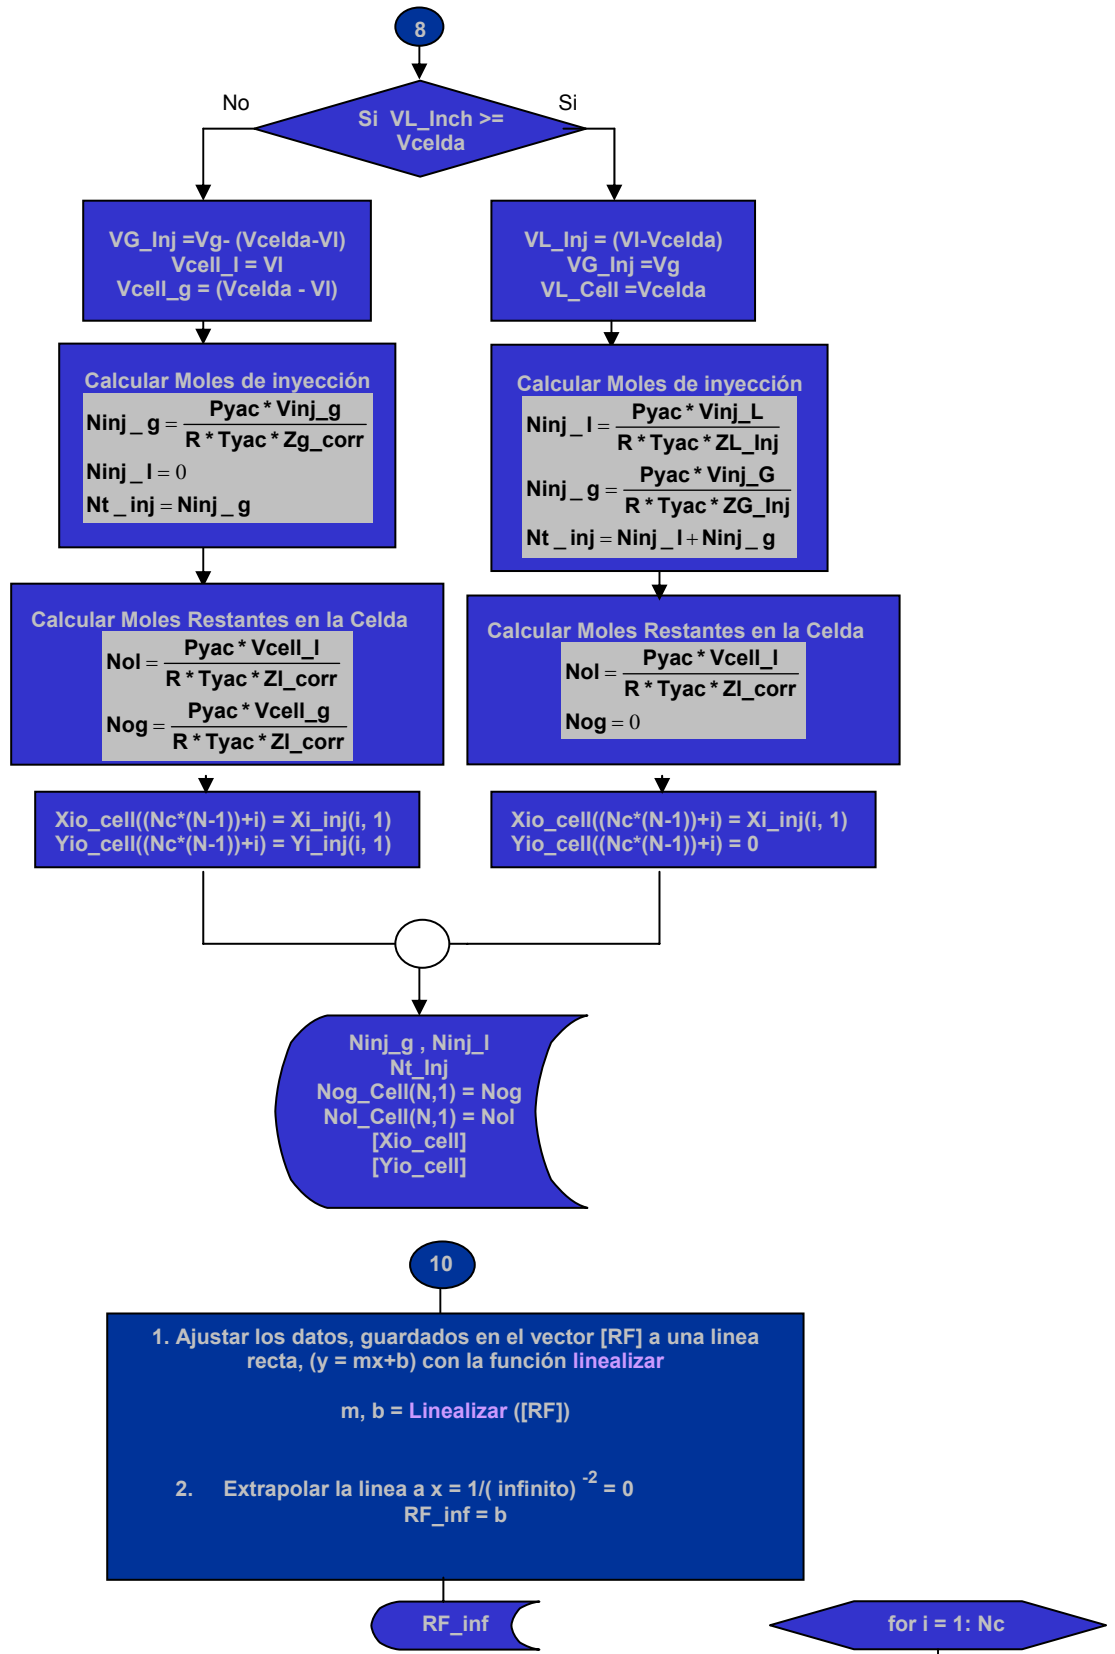 8
No
Si
Si VL_Inch >=
Vcelda
VG_Inj =Vg- (Vcelda-Vl)
Vcell_l = Vl
Vcell_g = (Vcelda - Vl)
VL_Inj = (Vl-Vcelda)
VG_Inj =Vg
VL_Cell =Vcelda
Calcular Moles de inyección
Ninj_g = Pyac * Vinj_g / R * Tyac * Zg_corr
Ninj_l = 0
Nt_inj = Ninj_g
Calcular Moles de inyección
Ninj_l = Pyac * Vinj_L / R * Tyac * ZL_Inj
Ninj_g = Pyac * Vinj_G / R * Tyac * ZG_Inj
Nt_inj = Ninj_l + Ninj_g
Calcular Moles Restantes en la Celda
Nol = Pyac * Vcell_l / R * Tyac * Zl_corr
Nog = Pyac * Vcell_g / R * Tyac * Zl_corr
Calcular Moles Restantes en la Celda
Nol = Pyac * Vcell_l / R * Tyac * Zl_corr
Nog = 0
Xio_cell((Nc*(N-1))+i) = Xi_inj(i, 1)
Yio_cell((Nc*(N-1))+i) = Yi_inj(i, 1)
Xio_cell((Nc*(N-1))+i) = Xi_inj(i, 1)
Yio_cell((Nc*(N-1))+i) = 0
Ninj_g , Ninj_l
Nt_Inj
Nog_Cell(N,1) = Nog
Nol_Cell(N,1) = Nol
[Xio_cell]
[Yio_cell]
10
1. Ajustar los datos, guardados en el vector [RF] a una linea
recta, (y = mx+b) con la función linealizar
m, b = Linealizar ([RF])
2. Extrapolar la linea a x = 1/( infinito) -2 = 0
RF_inf = b
RF_inf
for i = 1: Nc